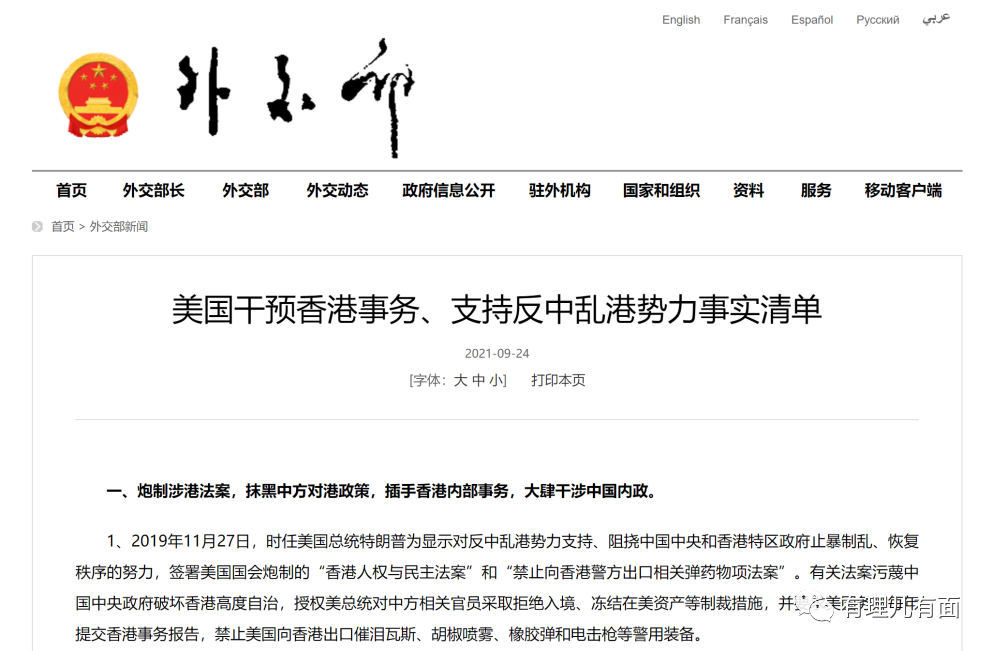 English Français Español Русский عربي
外交部
首页 外交部长 外交部 外交动态 政府信息公开 驻外机构 国家和组织 资料 服务 移动客户端
首页 > 外交部新闻
美国干预香港事务、支持反中乱港势力事实清单
2021-09-24
[字体：大 中 小] 打印本页
一、炮制涉港法案，抹黑中方对港政策，插手香港内部事务，大肆干涉中国内政。
1、2019年11月27日，时任美国总统特朗普为显示对反中乱港势力支持、阻挠中国中央和香港特区政府止暴制乱、恢复
秩序的努力，签署美国国会炮制的“香港人权与民主法案”和“禁止向香港警方出口相关弹药物项法案”。有关法案污蔑中
国中央政府破坏香港高度自治，授权美总统对中方相关官员采取拒绝入境、冻结在美资产等制裁措施，并 美 每年
提交香港事务报告，禁止美国向香港出口催泪瓦斯、胡椒喷雾、橡胶弹和电击枪等警用装备。
有理儿有面